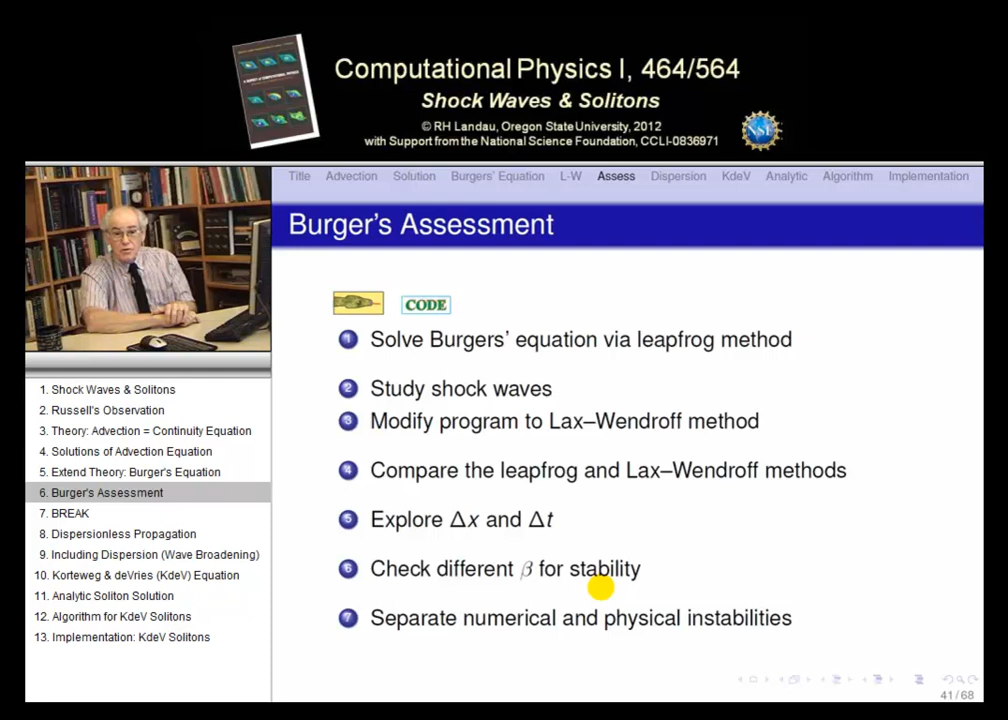 Computational Physics I, 464/564
Shock Waves & Solitons
© RH Landau, Oregon State University, 2012
with Support from the National Science Foundation, CCLI-0836971
NSF
Title Advection Solution Burgers' Equation L-W Assess Dispersion KdeV Analytic Algorithm Implementation
Burger's Assessment
CODE
1 Solve Burgers' equation via leapfrog method
2 Study shock waves
3 Modify program to Lax–Wendroff method
4 Compare the leapfrog and Lax–Wendroff methods
5 Explore Δx and Δt
6 Check different β for stability
7 Separate numerical and physical instabilities
41/68
1. Shock Waves & Solitons
2. Russell's Observation
3. Theory: Advection = Continuity Equation
4. Solutions of Advection Equation
5. Extend Theory: Burger's Equation
6. Burger's Assessment
7. BREAK
8. Dispersionless Propagation
9. Including Dispersion (Wave Broadening)
10. Korteweg & deVries (KdeV) Equation
11. Analytic Soliton Solution
12. Algorithm for KdeV Solitons
13. Implementation: KdeV Solitons